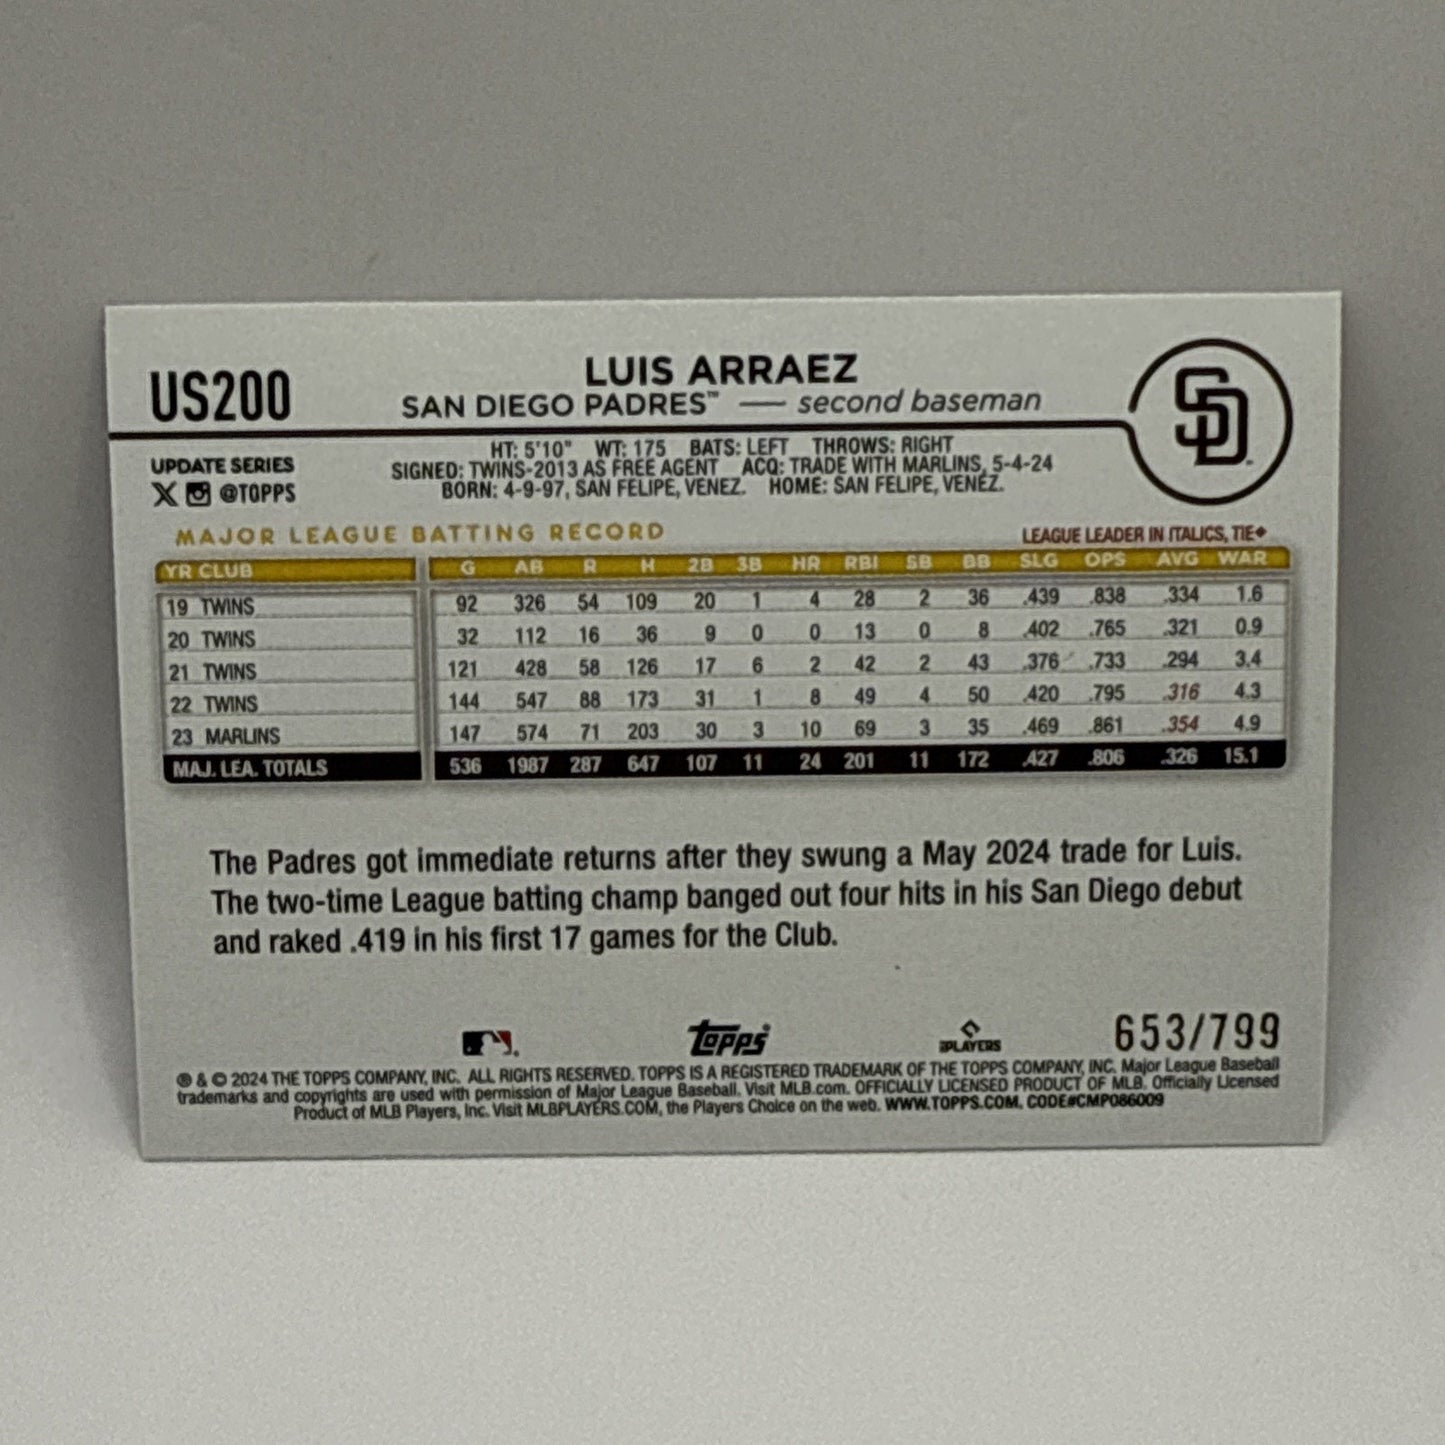 US200
LUIS ARRAEZ
SAN DIEGO PADRES™ — second baseman
SD
UPDATE SERIES
X @TOPPS
HT: 5'10" WT: 175 BATS: LEFT THROWS: RIGHT
SIGNED: TWINS-2013 AS FREE AGENT ACQ: TRADE WITH MARLINS, 5-4-24
BORN: 4-9-97, SAN FELIPE, VENEZ. HOME: SAN FELIPE, VENEZ.
MAJOR LEAGUE BATTING RECORD
LEAGUE LEADER IN ITALICS, TIE◆
YR CLUB G AB R H 2B 3B HR RBI SB BB SLG OPS AVG WAR
19 TWINS 92 326 54 109 20 1 4 28 2 36 .439 .838 .334 1.6
20 TWINS 32 112 16 36 9 0 0 13 0 8 .402 .765 .321 0.9
21 TWINS 121 428 58 126 17 6 2 42 2 43 .376 .733 .294 3.4
22 TWINS 144 547 88 173 31 1 8 49 4 50 .420 .795 .316 4.3
23 MARLINS 147 574 71 203 30 3 10 69 3 35 .469 .861 .354 4.9
MAJ. LEA. TOTALS 536 1987 287 647 107 11 24 201 11 172 .427 .806 .326 15.1
The Padres got immediate returns after they swung a May 2024 trade for Luis.
The two-time League batting champ banged out four hits in his San Diego debut
and raked .419 in his first 17 games for the Club.
Topps
PLAYERS
653/799
® & © 2024 THE TOPPS COMPANY, INC. ALL RIGHTS RESERVED. TOPPS IS A REGISTERED TRADEMARK OF THE TOPPS COMPANY, INC. Major League Baseball
trademarks and copyrights are used with permission of Major League Baseball. Visit MLB.com. OFFICIALLY LICENSED PRODUCT OF MLB. Officially Licensed
Product of MLB Players, Inc. Visit MLBPLAYERS.COM, the Players Choice on the web. WWW.TOPPS.COM. CODE#CMP086009